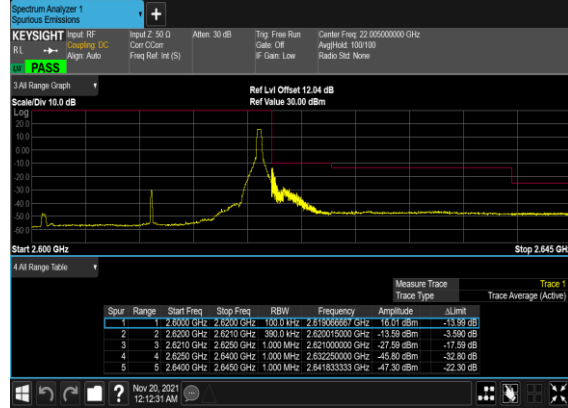 Spectrum Analyzer 1
Spurious Emissions
+
KEYSIGHT Input: RF Input Z: 50 Ω Atten: 30 dB Trig: Free Run Center Freq: 22.005000000 GHz
RL Coupling: DC Corr CCorr Gate: Off Avg|Hold: 100/100
Align: Auto Freq Ref: Int (S) IF Gain: Low Radio Std: None
PASS
3 All Range Graph
Ref Lvl Offset 12.04 dB
Scale/Div 10.0 dB Ref Value 30.00 dBm
Log
20.0
10.0
0.00
-10.0
-20.0
-30.0
-40.0
-50.0
-60.0
Start 2.600 GHz Stop 2.645 GH
4 All Range Table
Measure Trace Trace 1
Trace Type Trace Average (Active)
Spur Range Start Freq Stop Freq RBW Frequency Amplitude ΔLimit
1 1 2.6000 GHz 2.6200 GHz 100.0 kHz 2.619066667 GHz 16.01 dBm -13.99 dB
2 2 2.6200 GHz 2.6210 GHz 390.0 kHz 2.620015000 GHz -13.59 dBm -3.590 dB
3 3 2.6210 GHz 2.6250 GHz 1.000 MHz 2.621000000 GHz -27.59 dBm -17.59 dB
4 4 2.6250 GHz 2.6400 GHz 1.000 MHz 2.632250000 GHz -45.80 dBm -32.80 dB
5 5 2.6400 GHz 2.6450 GHz 1.000 MHz 2.641833333 GHz -47.30 dBm -22.30 dB
? Nov 20, 2021
12:12:31 AM